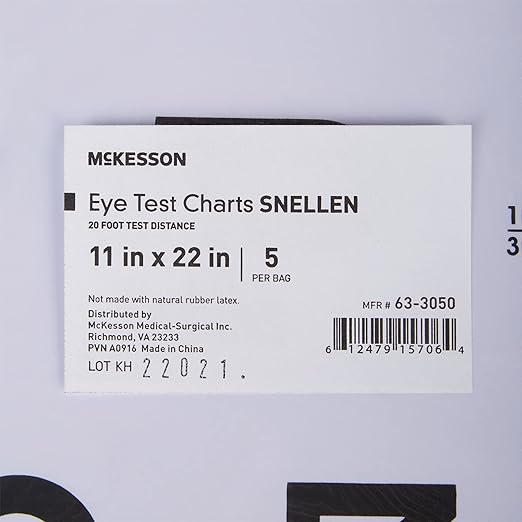 McKESSON
Eye Test Charts SNELLEN
20 FOOT TEST DISTANCE
11 in x 22 in | 5
PER BAG
Not made with natural rubber latex.
MFR # 63-3050
Distributed by
McKesson Medical-Surgical Inc.
Richmond, VA 23233
PVN A0916 Made in China
6 12479 15706 4
LOT KH 22021.